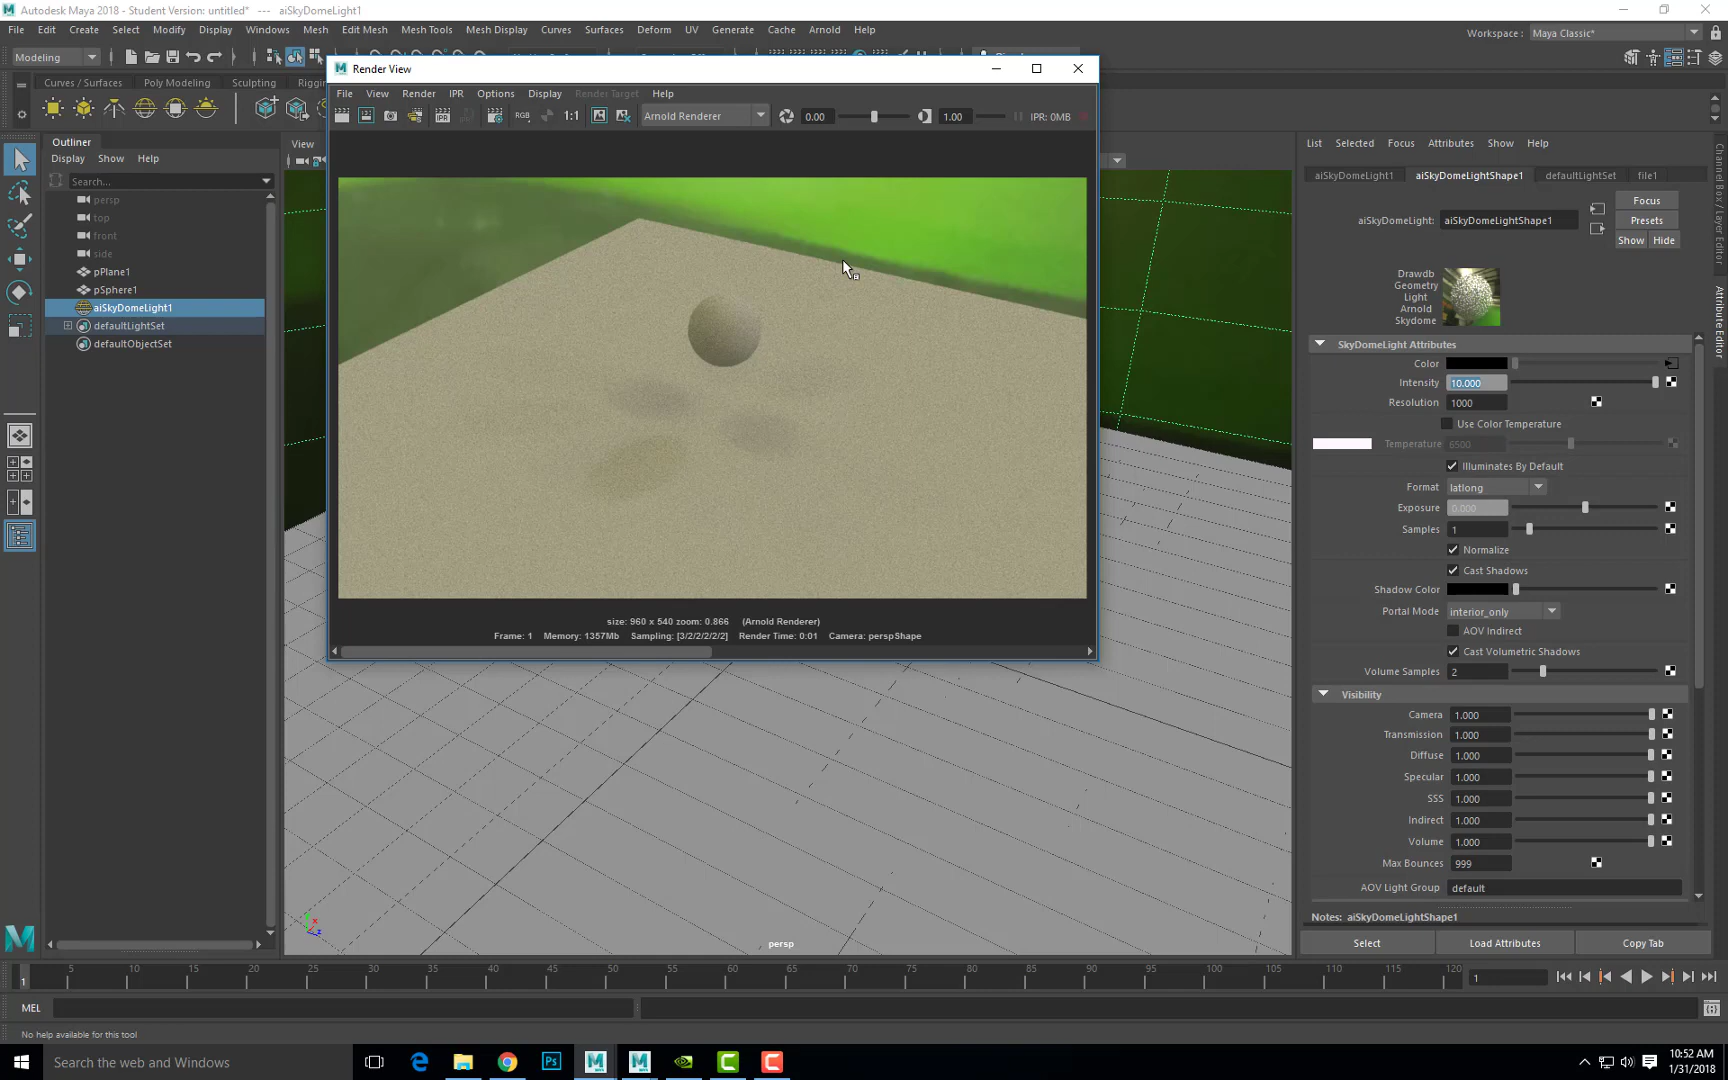 Autodesk Maya 2018 - Student Version: untitled*   ---   aiSkyDomeLight1
File Edit Create Select Modify Display Windows Mesh Edit Mesh Mesh Tools Mesh Display Curves Surfaces Deform UV Generate Cache Arnold Help
Workspace : Maya Classic*
Modeling
Curves / Surfaces Poly Modeling Sculpting
Render View
File View Render IPR Options Display Render Target Help
RGB 1:1 Arnold Renderer 0.00 1.00 IPR: 0MB
size: 960 x 540 zoom: 0.866 (Arnold Renderer)
Frame: 1 Memory: 1357Mb Sampling: [3/2/2/2/2/2] Render Time: 0:01 Camera: perspShape
Outliner
Display Show Help
Search...
persp
top
front
side
pPlane1
pSphere1
aiSkyDomeLight1
defaultLightSet
defaultObjectSet
View
persp
List Selected Focus Attributes Show Help
aiSkyDomeLight1 aiSkyDomeLightShape1 defaultLightSet file1
Focus
aiSkyDomeLight: aiSkyDomeLightShape1 Presets
Show Hide
Drawdb
Geometry
Light
Arnold
Skydome
SkyDomeLight Attributes
Color
Intensity 10.000
Resolution 1000
Use Color Temperature
Temperature 6500
Illuminates By Default
Format latlong
Exposure 0.000
Samples 1
Normalize
Cast Shadows
Shadow Color
Portal Mode interior_only
AOV Indirect
Cast Volumetric Shadows
Volume Samples 2
Visibility
Camera 1.000
Transmission 1.000
Diffuse 1.000
Specular 1.000
SSS 1.000
Indirect 1.000
Volume 1.000
Max Bounces 999
AOV Light Group default
Notes: aiSkyDomeLightShape1
Select Load Attributes Copy Tab
Channel Box / Layer Editor
Attribute Editor
5 10 15 20 25 30 35 40 45 50 55 60 65 70 75 80 85 90 95 100 105 110 115 120
1
1
MEL
No help available for this tool
Search the web and Windows
10:52 AM
1/31/2018